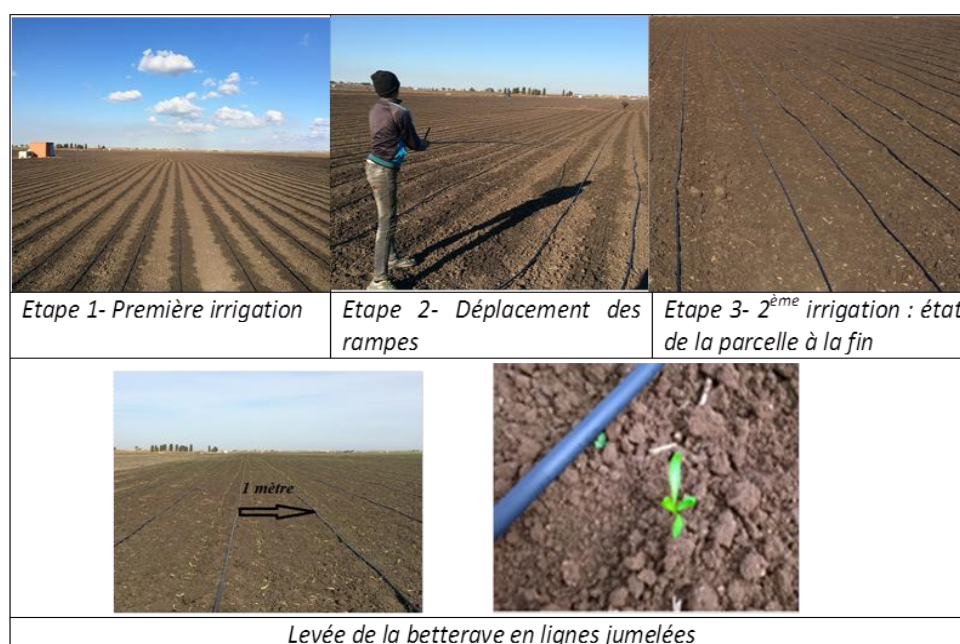 Etape 1- Première irrigation
Etape 2- Déplacement des
rampes
Etape 3- 2ème irrigation : état
de la parcelle à la fin
1 mètre
Levée de la betterave en lignes jumelées